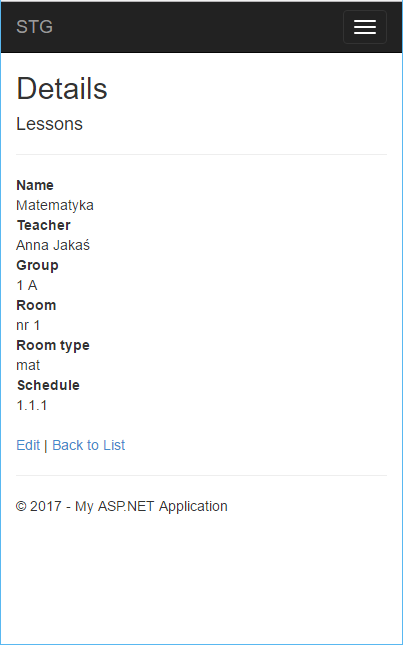 STG
Details
Lessons
Name
Matematyka
Teacher
Anna Jakaś
Group
1 A
Room
nr 1
Room type
mat
Schedule
1.1.1
Edit | Back to List
© 2017 - My ASP.NET Application